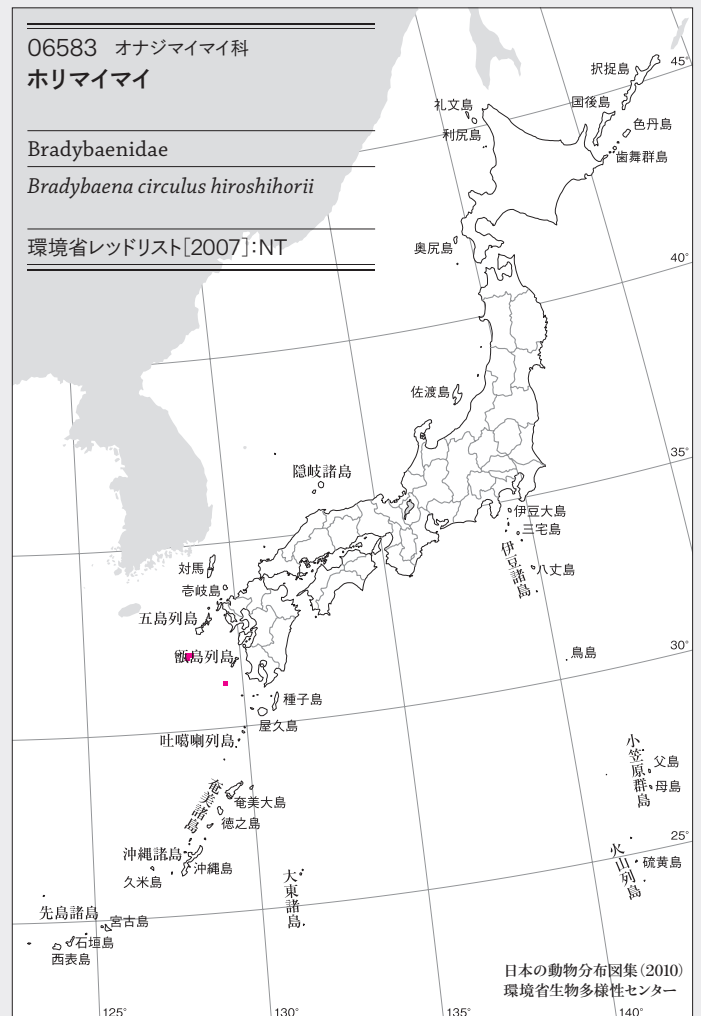 06583 オナジマイマイ科
ホリマイマイ
Bradybaenidae
Bradybaena circulus hiroshihorii
環境省レッドリスト[2007]:NT
択捉島
45°
礼文島
国後島
利尻島
色丹島
歯舞群島
奥尻島
40°
佐渡島
35°
隠岐諸島
伊豆大島
三宅島
伊豆諸島
八丈島
対馬
壱岐島
五島列島
甑島列島
鳥島
30°
種子島
屋久島
吐噶喇列島
小笠原群島
父島
母島
奄美諸島
奄美大島
徳之島
25°
沖縄諸島
沖縄島
久米島
火山列島
硫黄島
大東諸島
先島諸島
宮古島
石垣島
西表島
日本の動物分布図集(2010)
環境省生物多様性センター
125°
130°
135°
140°